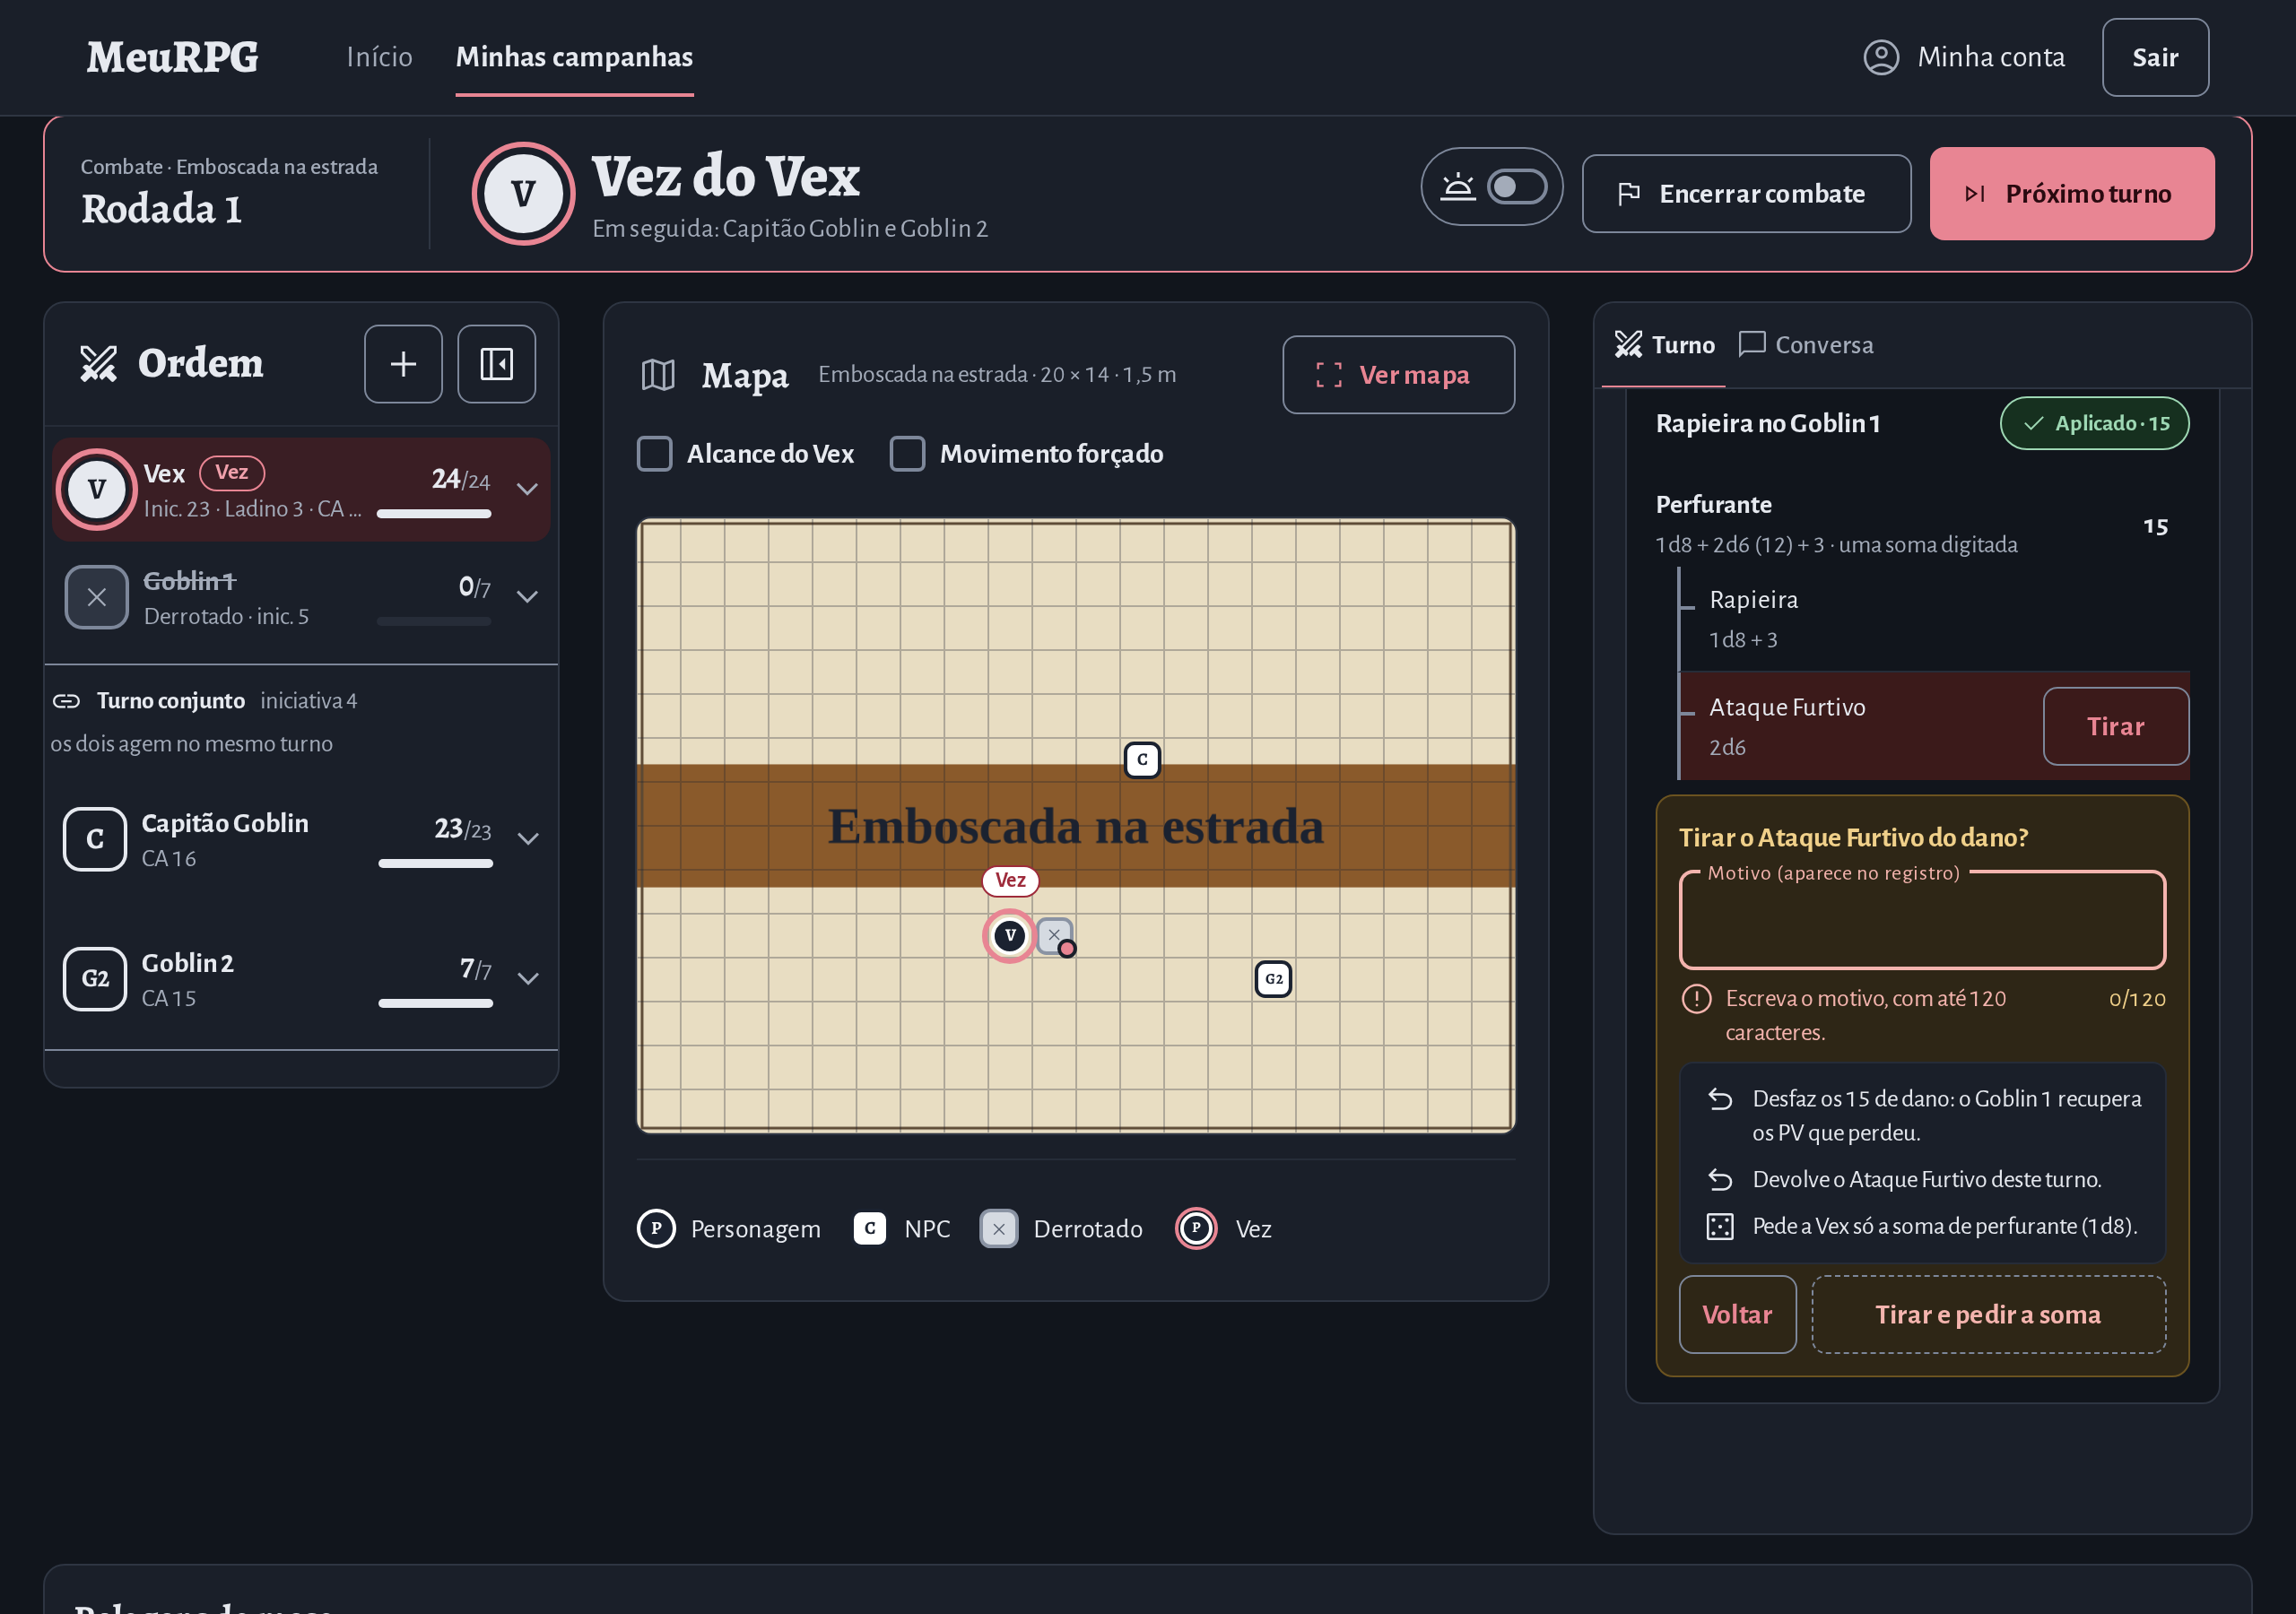 MeuRPG
Início
Minhas campanhas
Minha conta
Sair
Combate · Emboscada na estrada
Rodada 1
V
Vez do Vex
Em seguida: Capitão Goblin e Goblin 2
Encerrar combate
Próximo turno
Ordem
V
Vex
Vez
Inic. 23 · Ladino 3 · CA ...
24/24
Goblin 1
Derrotado · inic. 5
0/7
Turno conjunto
iniciativa 4
os dois agem no mesmo turno
C
Capitão Goblin
CA 16
23/23
G2
Goblin 2
CA 15
7/7
Mapa
Emboscada na estrada · 20 × 14 · 1,5 m
Ver mapa
Alcance do Vex
Movimento forçado
C
Emboscada na estrada
Vez
V
G2
P
Personagem
C
NPC
Derrotado
P
Vez
Turno
Conversa
Rapieira no Goblin 1
Aplicado · 15
Perfurante
1d8 + 2d6 (12) + 3 · uma soma digitada
15
Rapieira
1d8 + 3
Ataque Furtivo
2d6
Tirar
Tirar o Ataque Furtivo do dano?
Motivo (aparece no registro)
Escreva o motivo, com até 120
caracteres.
0/120
Desfaz os 15 de dano: o Goblin 1 recupera
os PV que perdeu.
Devolve o Ataque Furtivo deste turno.
Pede a Vex só a soma de perfurante (1d8).
Voltar
Tirar e pedir a soma